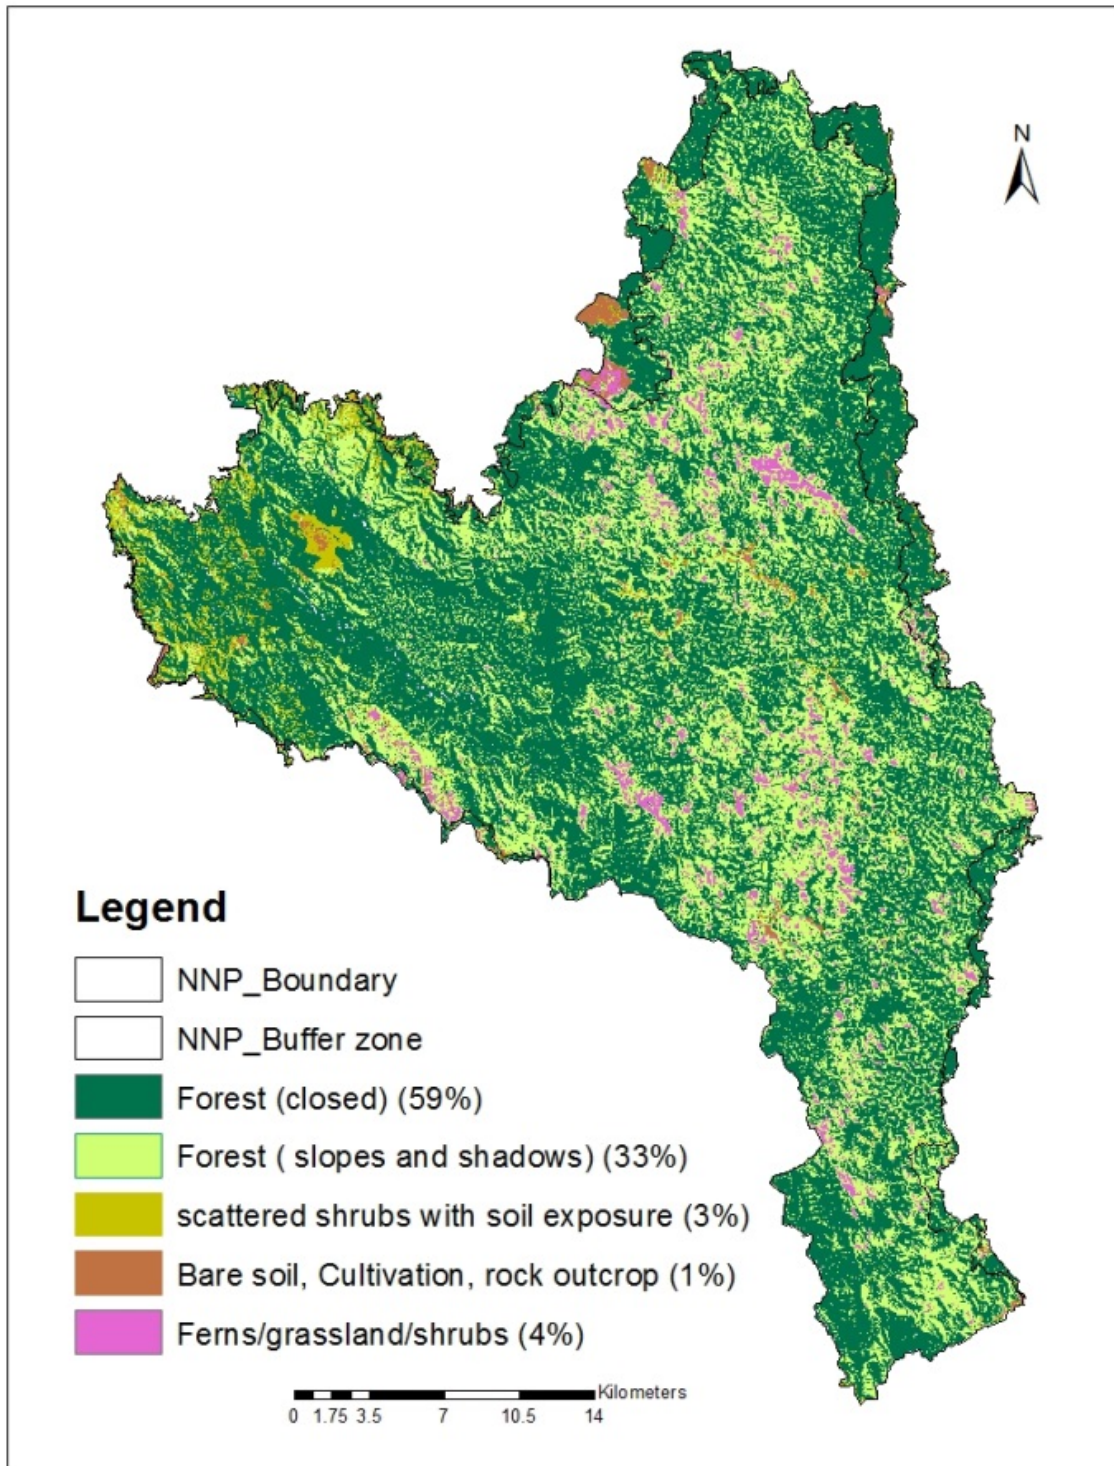 N
Legend
NNP_Boundary
NNP_Buffer zone
Forest (closed) (59%)
Forest ( slopes and shadows) (33%)
scattered shrubs with soil exposure (3%)
Bare soil, Cultivation, rock outcrop (1%)
Ferns/grassland/shrubs (4%)
Kilometers
0 1.75 3.5 7 10.5 14